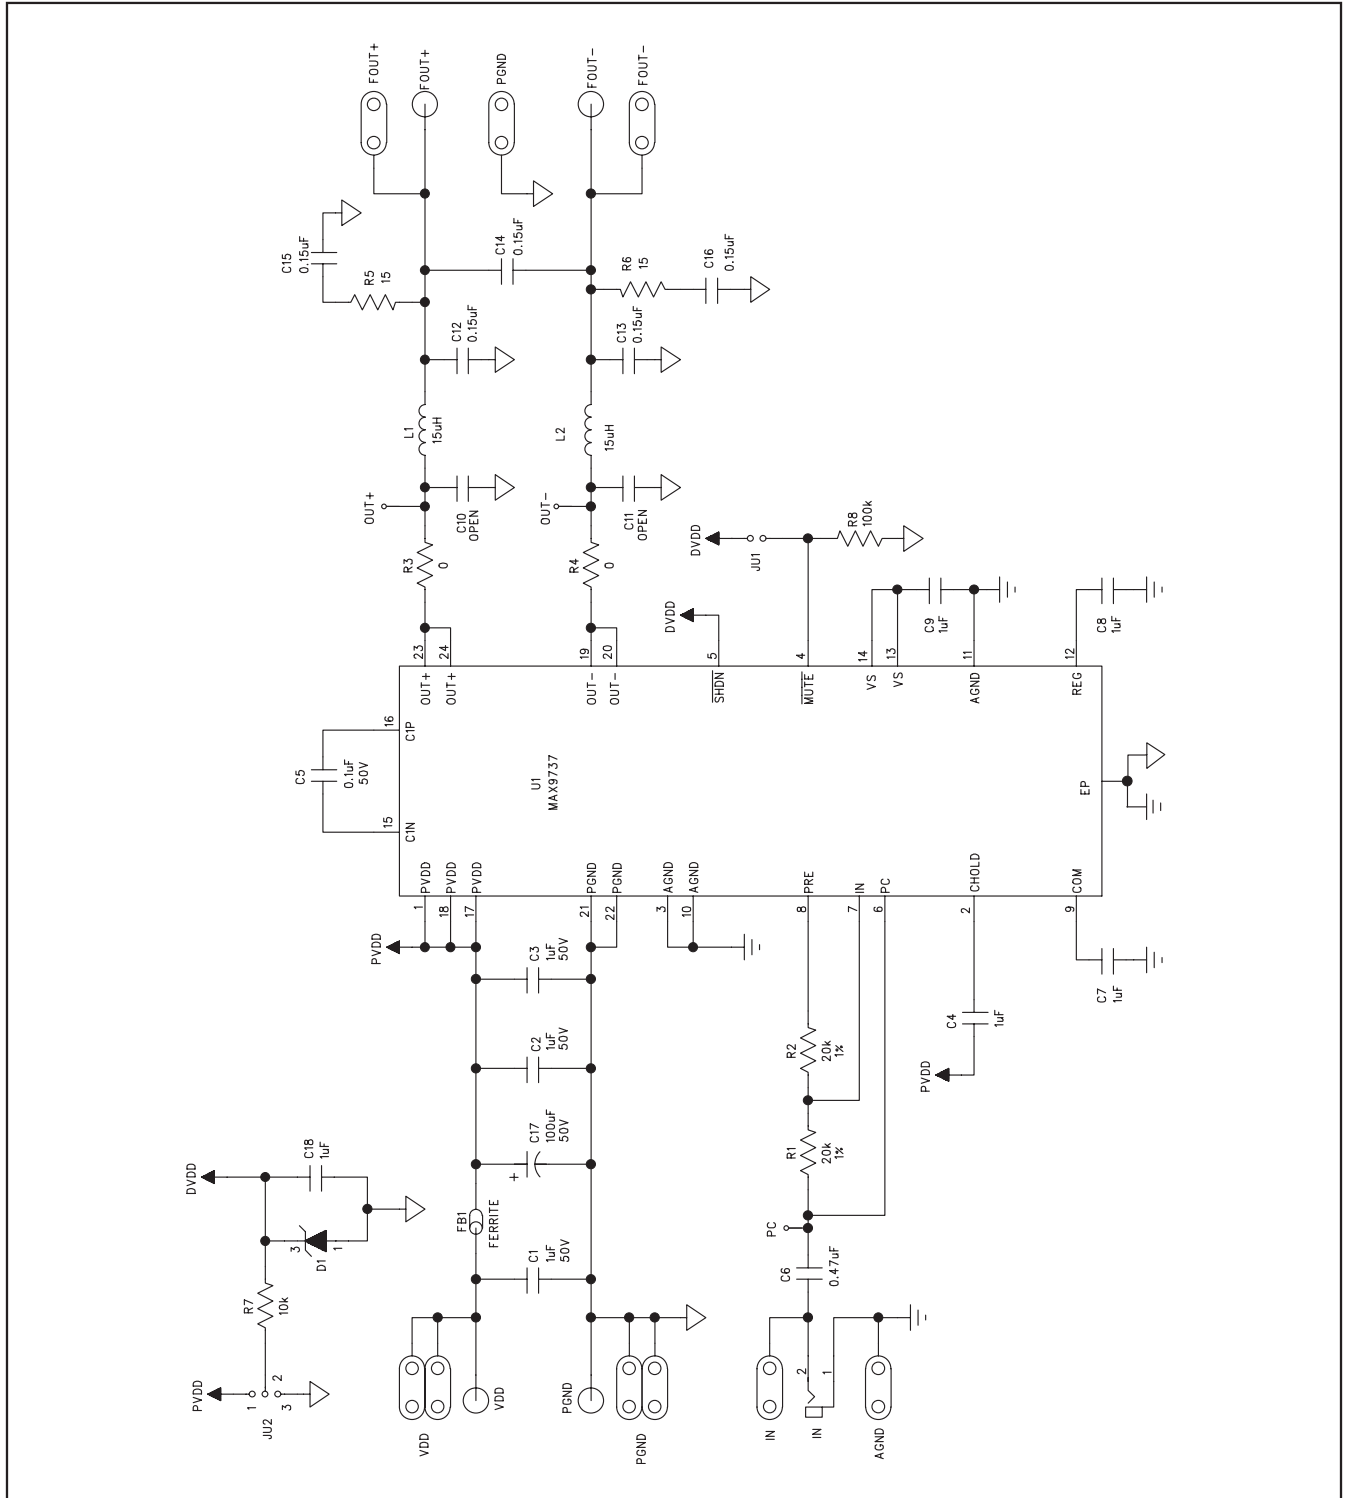 FOUT+
FOUT+
PGND
FOUT-
FOUT-
C15
0.15uF
R5
15
C14
0.15uF
R6
15
C16
0.15uF
C12
0.15uF
C13
0.15uF
L1
15uH
L2
15uH
OUT+
C10
OPEN
OUT-
C11
OPEN
R3
0
R4
0
DVDD
JU1
R8
100k
DVDD
C9
1uF
C8
1uF
23
24
19
20
5
4
14
13
11
12
OUT+
OUT+
OUT-
OUT-
SHDN
MUTE
VS
VS
AGND
REG
C5
0.1uF
50V
16
C1P
15
C1N
U1
MAX9737
EP
PVDD
PVDD
PVDD
PGND
PGND
AGND
AGND
PRE
IN
PC
CHOLD
COM
1
18
17
21
22
3
10
8
7
6
2
9
PVDD
C3
1uF
50V
C2
1uF
50V
C17
100uF
50V
+
FB1
FERRITE
C1
1uF
50V
R2
20k
1%
R1
20k
1%
PC
C6
0.47uF
C4
1uF
PVDD
C7
1uF
DVDD
C18
1uF
3
D1
1
R7
10k
PVDD
1
2
3
JU2
VDD
VDD
PGND
PGND
IN
2
1
IN
AGND